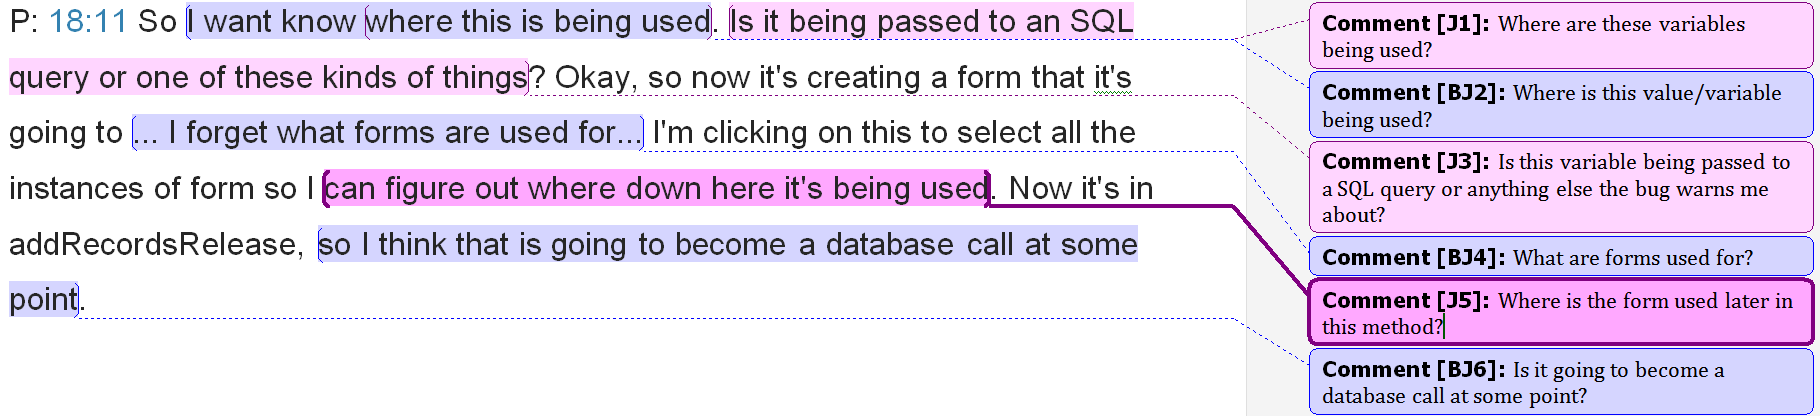 P: 18:11 So I want know where this is being used. Is it being passed to an SQL
query or one of these kinds of things? Okay, so now it's creating a form that it's
going to ... I forget what forms are used for... I'm clicking on this to select all the
instances of form so I can figure out where down here it's being used. Now it's in
addRecordsRelease, so I think that is going to become a database call at some
point.
Comment [J1]: Where are these variables
being used?
Comment [BJ2]: Where is this value/variable
being used?
Comment [J3]: Is this variable being passed to
a SQL query or anything else the bug warns me
about?
Comment [BJ4]: What are forms used for?
Comment [J5]: Where is the form used later in
this method?
Comment [BJ6]: Is it going to become a
database call at some point?